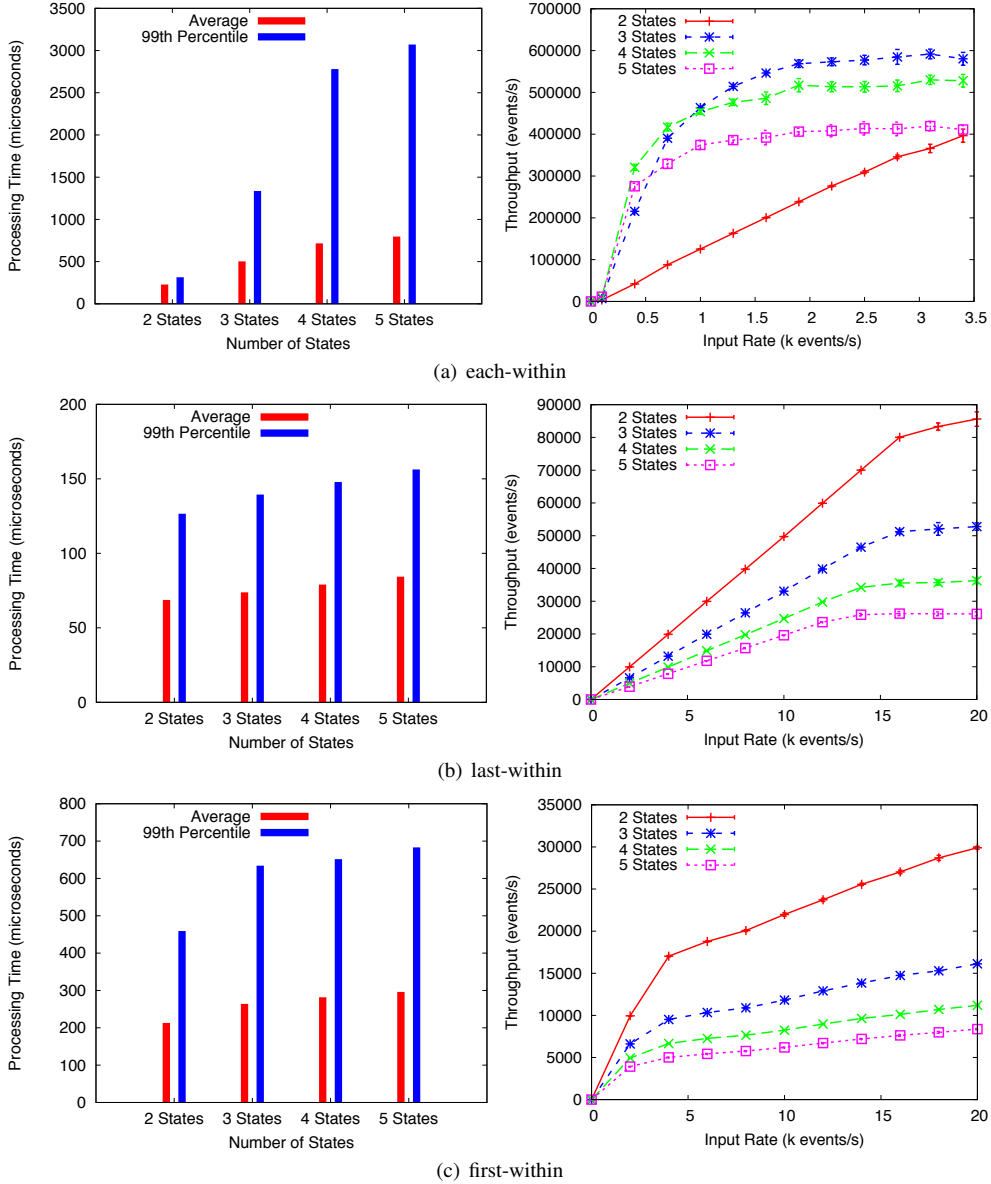 Average
99th Percentile
Processing Time (microseconds)
3500
3000
2500
2000
1500
1000
500
0
2 States 3 States 4 States 5 States
Number of States
2 States
3 States
4 States
5 States
Throughput (events/s)
700000
600000
500000
400000
300000
200000
100000
0
0 0.5 1 1.5 2 2.5 3 3.5
Input Rate (k events/s)
(a) each-within
Average
99th Percentile
Processing Time (microseconds)
200
150
100
50
0
2 States 3 States 4 States 5 States
Number of States
2 States
3 States
4 States
5 States
Throughput (events/s)
90000
80000
70000
60000
50000
40000
30000
20000
10000
0
0 5 10 15 20
Input Rate (k events/s)
(b) last-within
Average
99th Percentile
Processing Time (microseconds)
800
700
600
500
400
300
200
100
0
2 States 3 States 4 States 5 States
Number of States
2 States
3 States
4 States
5 States
Throughput (events/s)
35000
30000
25000
20000
15000
10000
5000
0
0 5 10 15 20
Input Rate (k events/s)
(c) first-within